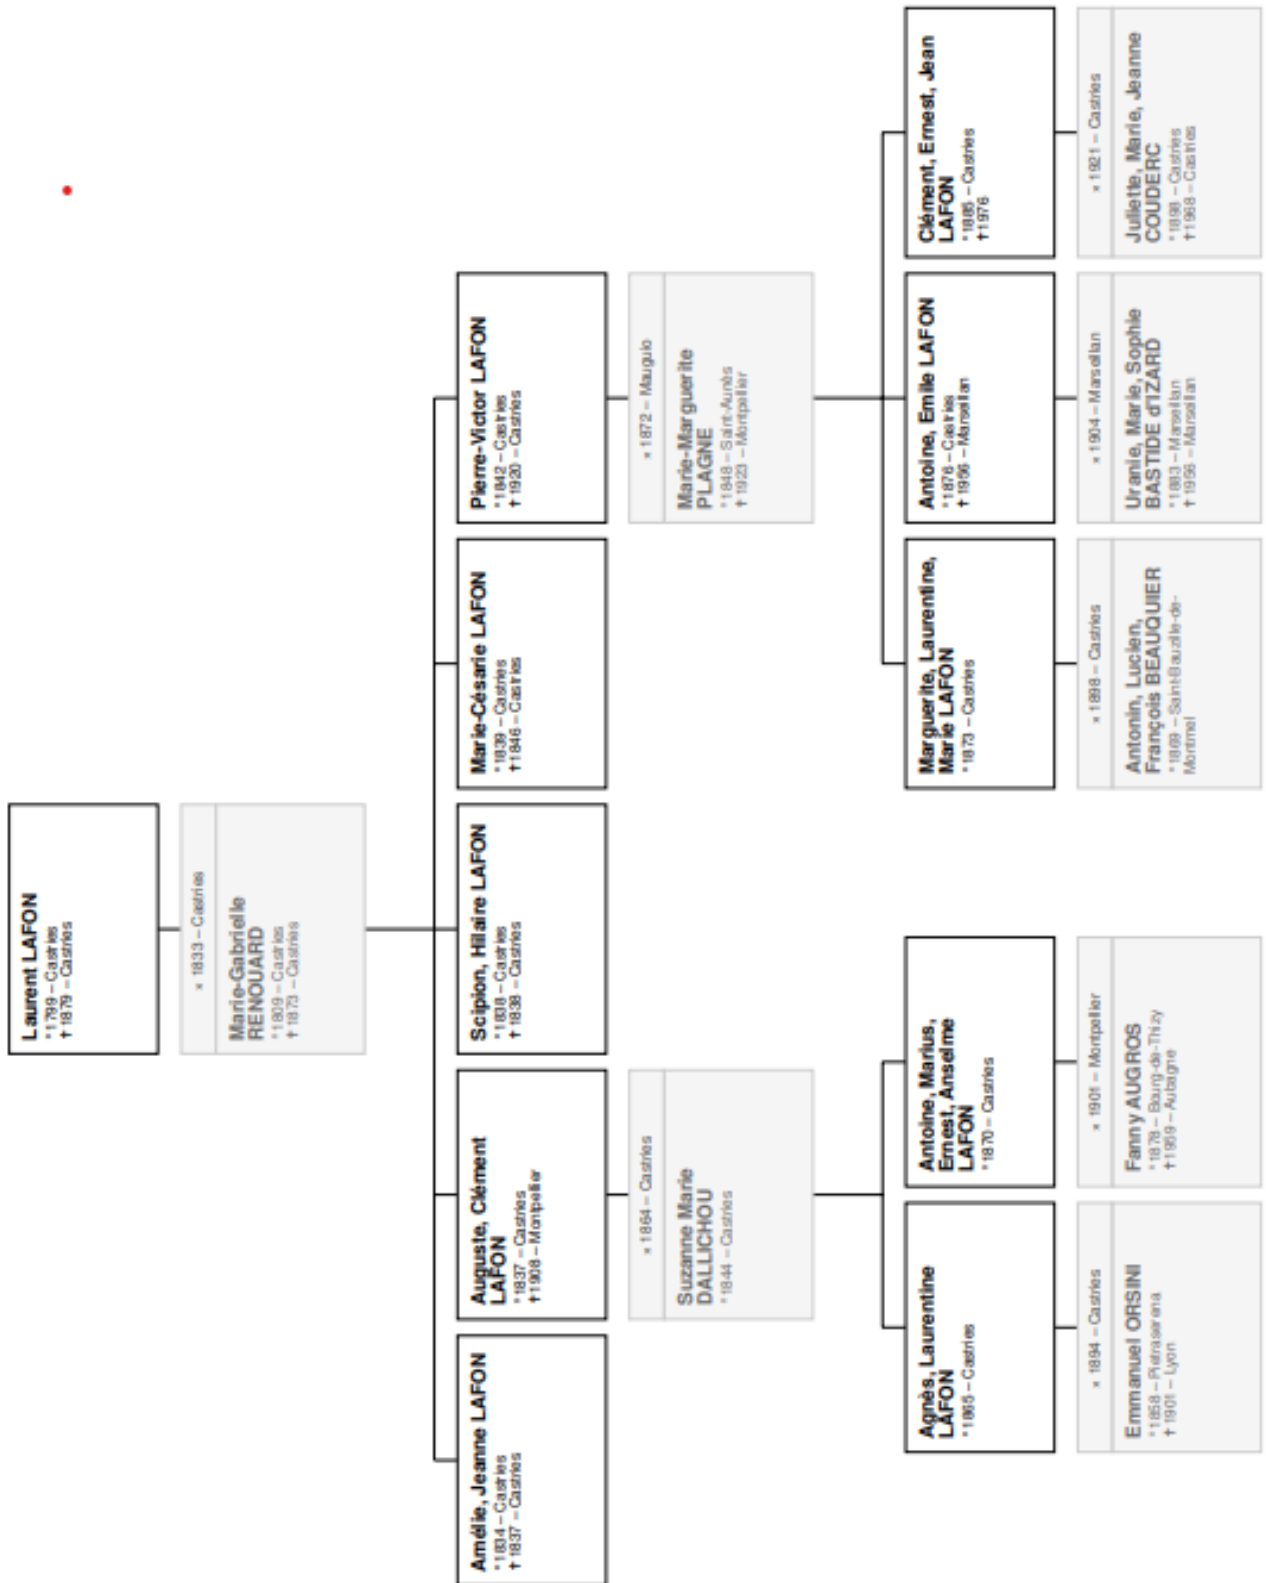 Laurent LAFON
°1799 – Castries
†1879 – Castries
x 1833 – Castries
Marie-Gabrielle
RENOUARD
°1809 – Castries
†1873 – Castries
Amélie, Jeanne LAFON
°1834 – Castries
†1837 – Castries
Auguste, Clément
LAFON
°1837 – Castries
†1908 – Montpellier
x 1864 – Castries
Suzanne Marie
DALLICHOU
°1844 – Castries
Scipion, Hilaire LAFON
°1838 – Castries
†1838 – Castries
Marie-Césarie LAFON
°1839 – Castries
†1846 – Castries
Pierre-Victor LAFON
°1842 – Castries
†1920 – Castries
x 1872 – Mauguio
Marie-Marguerite
PLAGNE
°1848 – Saint-Aunès
†1923 – Montpellier
Agnès, Laurentine
LAFON
°1865 – Castries
x 1894 – Castries
Emmanuel ORSINI
°1858 – Pietraserena
†1901 – Lyon
Antoine, Marius,
Ernest, Anselme
LAFON
°1870 – Castries
x 1901 – Montpellier
Fanny AUGROS
°1878 – Bourg-de-Thizy
†1959 – Aubagne
Marguerite, Laurentine,
Marie LAFON
°1873 – Castries
x 1898 – Castries
Antonin, Lucien,
François BEAUQUIER
°1869 – Saint-Bauzille-de-
Montmel
Antoine, Emile LAFON
°1876 – Castries
†1956 – Marseillan
x 1904 – Marseillan
Uranie, Marie, Sophie
BASTIDE d'IZARD
°1883 – Marseillan
†1956 – Marseillan
Clément, Ernest, Jean
LAFON
°1885 – Castries
†1976
x 1921 – Castries
Juliette, Marie, Jeanne
COUDERC
°1898 – Castries
†1968 – Castries